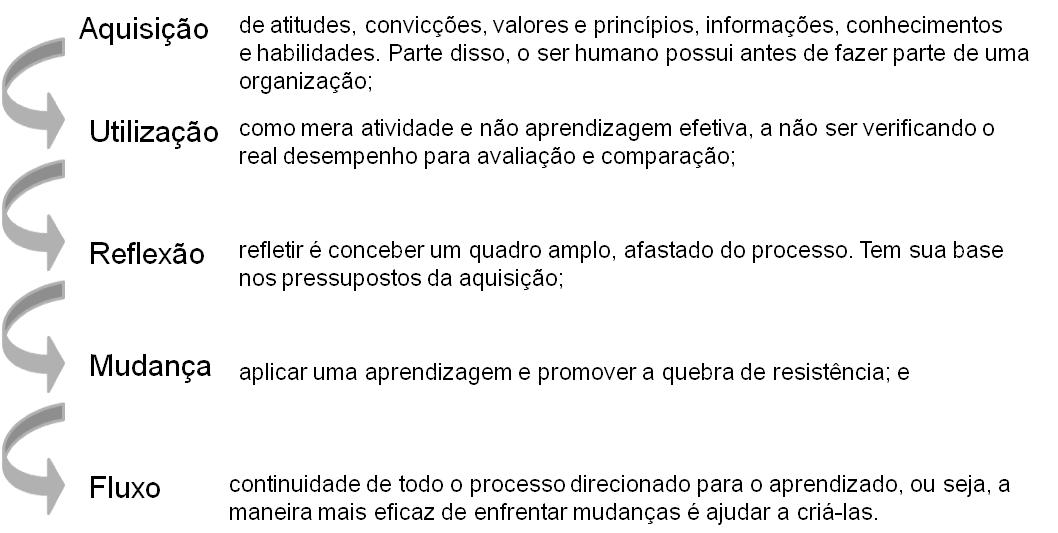 Aquisição
de atitudes, convicções, valores e princípios, informações, conhecimentos
e habilidades. Parte disso, o ser humano possui antes de fazer parte de uma
organização;
Utilização
como mera atividade e não aprendizagem efetiva, a não ser verificando o
real desempenho para avaliação e comparação;
Reflexão
refletir é conceber um quadro amplo, afastado do processo. Tem sua base
nos pressupostos da aquisição;
Mudança
aplicar uma aprendizagem e promover a quebra de resistência; e
Fluxo
continuidade de todo o processo direcionado para o aprendizado, ou seja, a
maneira mais eficaz de enfrentar mudanças é ajudar a criá-las.